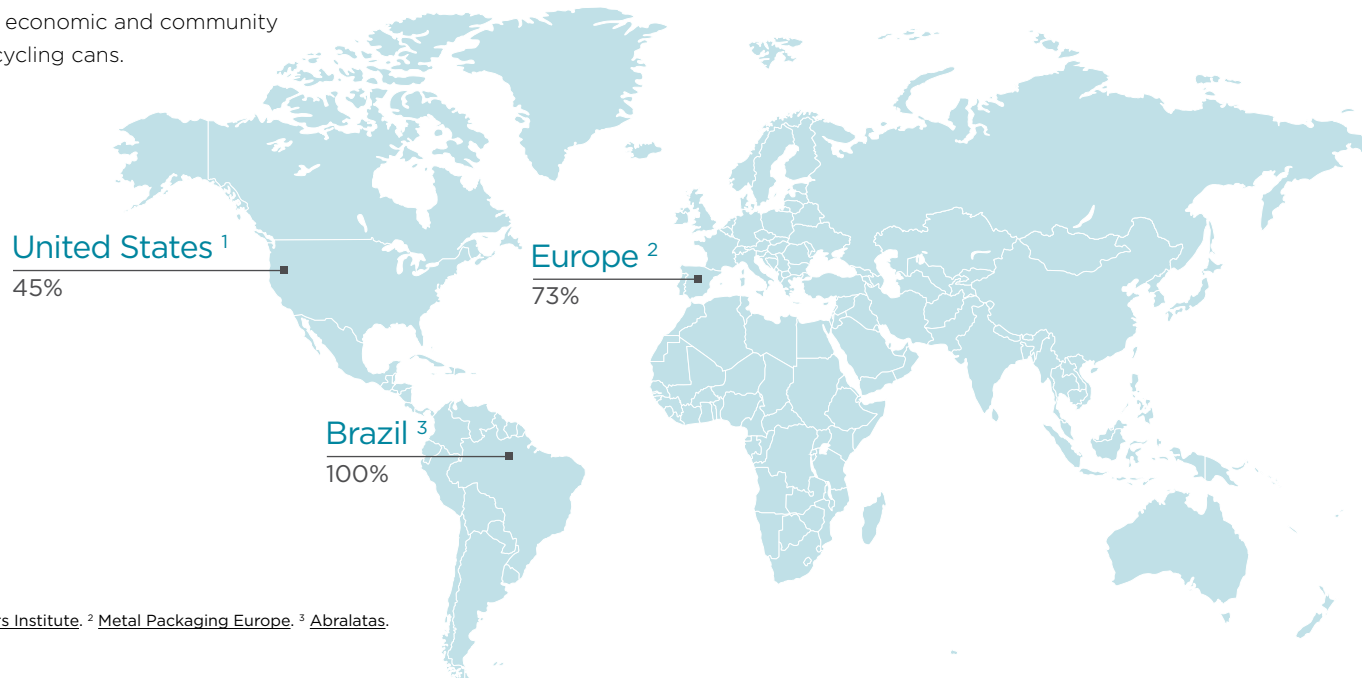 economic and community
cycling cans.
United States ¹
45%
Europe ²
73%
Brazil ³
100%
rs Institute. ² Metal Packaging Europe. ³ Abralatas.